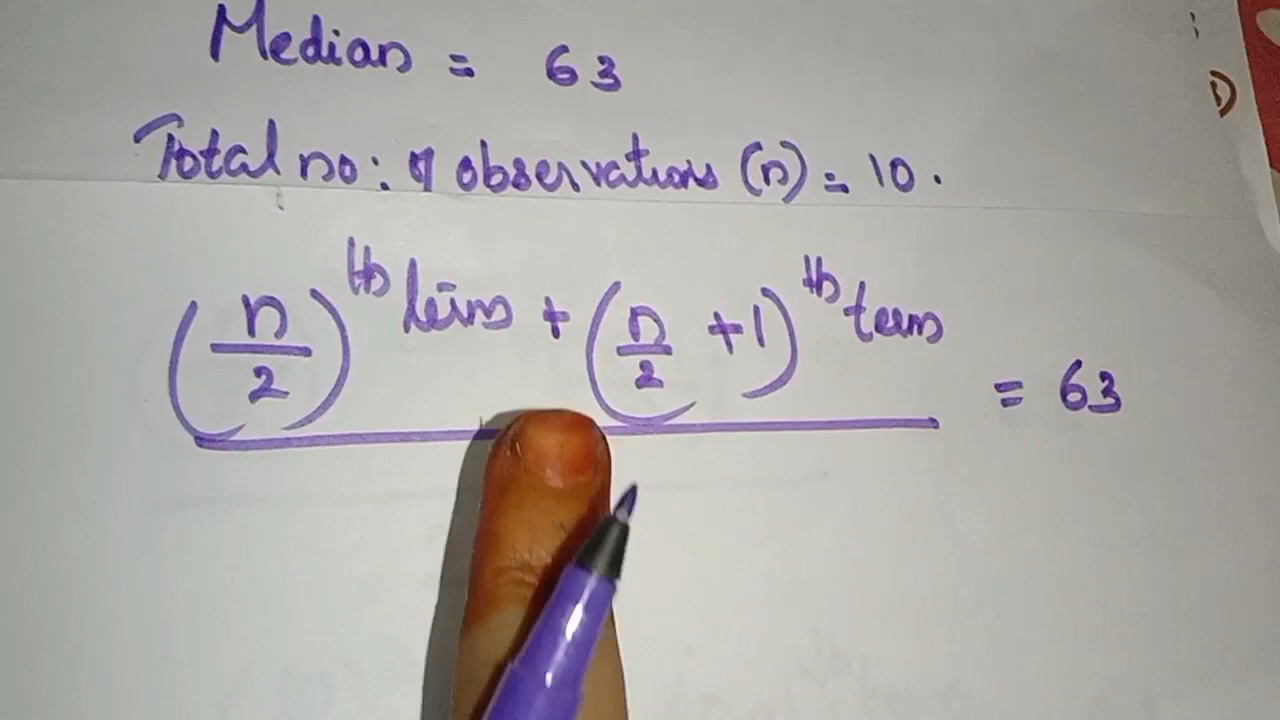 Median = 63
Total no: of observations (n) = 10.
(n/2)th term + (n/2 + 1)th term = 63